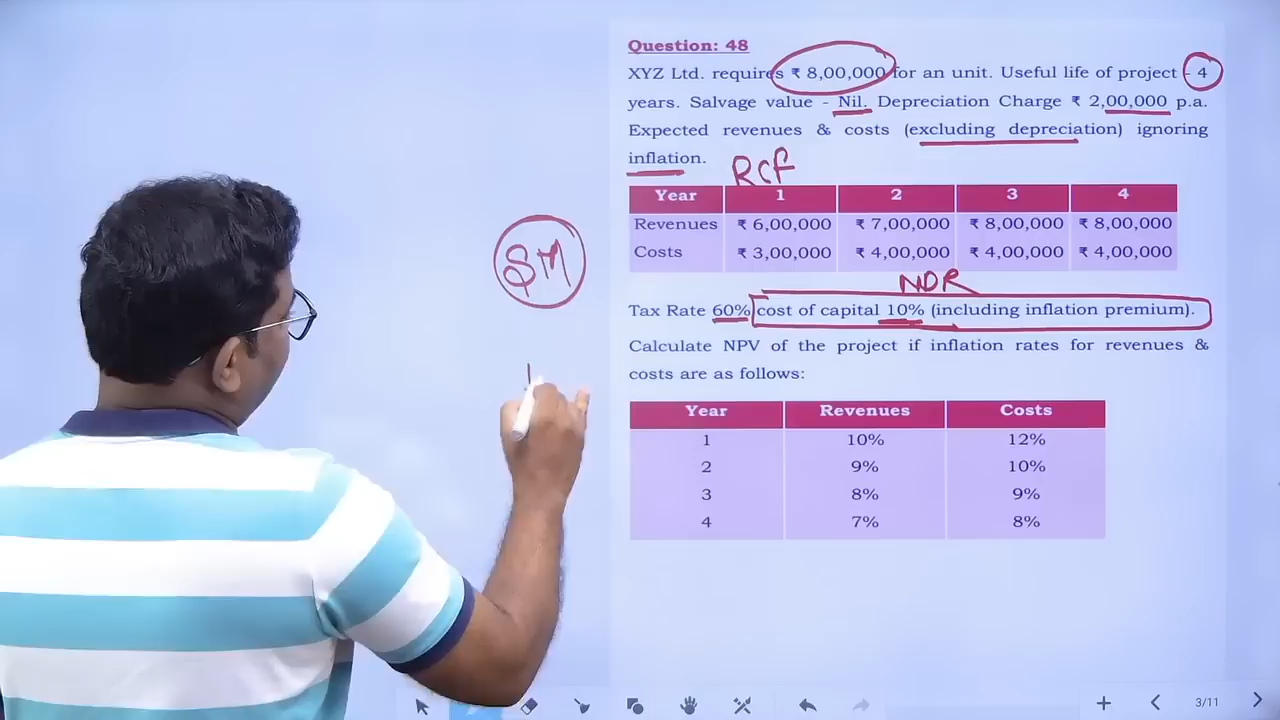 Question: 48
XYZ Ltd. requires ₹ 8,00,000 for an unit. Useful life of project - 4
years. Salvage value - Nil. Depreciation Charge ₹ 2,00,000 p.a.
Expected revenues & costs (excluding depreciation) ignoring
inflation.
RCF
Year 1 2 3 4
Revenues ₹ 6,00,000 ₹ 7,00,000 ₹ 8,00,000 ₹ 8,00,000
Costs ₹ 3,00,000 ₹ 4,00,000 ₹ 4,00,000 ₹ 4,00,000
SM
NDR
Tax Rate 60% cost of capital 10% (including inflation premium).
Calculate NPV of the project if inflation rates for revenues &
costs are as follows:
Year Revenues Costs
1 10% 12%
2 9% 10%
3 8% 9%
4 7% 8%
3/11